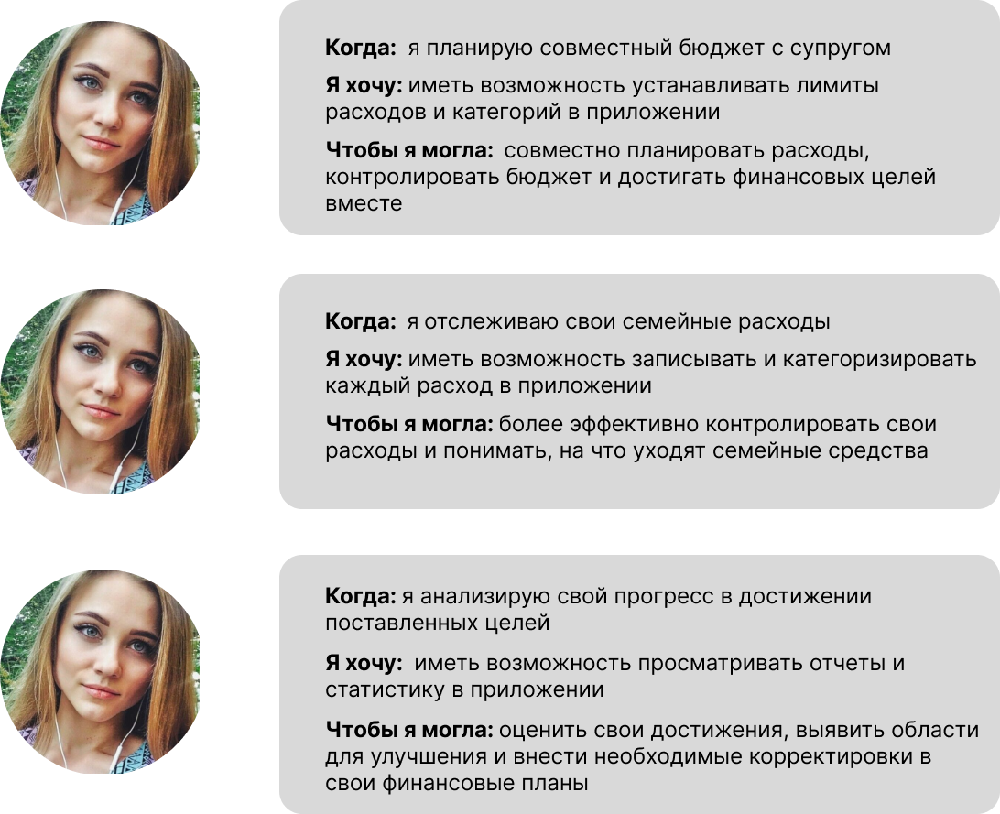 Когда: я планирую совместный бюджет с супругом
Я хочу: иметь возможность устанавливать лимиты
расходов и категорий в приложении
Чтобы я могла: совместно планировать расходы,
контролировать бюджет и достигать финансовых целей
вместе
Когда: я отслеживаю свои семейные расходы
Я хочу: иметь возможность записывать и категоризировать
каждый расход в приложении
Чтобы я могла: более эффективно контролировать свои
расходы и понимать, на что уходят семейные средства
Когда: я анализирую свой прогресс в достижении
поставленных целей
Я хочу: иметь возможность просматривать отчеты и
статистику в приложении
Чтобы я могла: оценить свои достижения, выявить области
для улучшения и внести необходимые корректировки в
свои финансовые планы